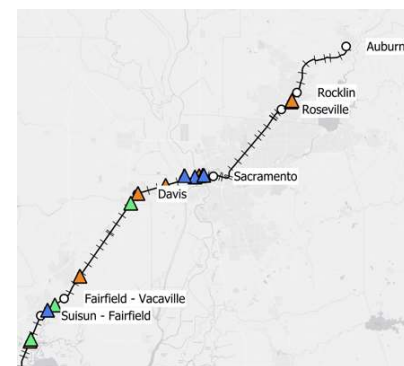 Auburn
Rocklin
Roseville
Sacramento
Davis
Fairfield - Vacaville
Suisun - Fairfield